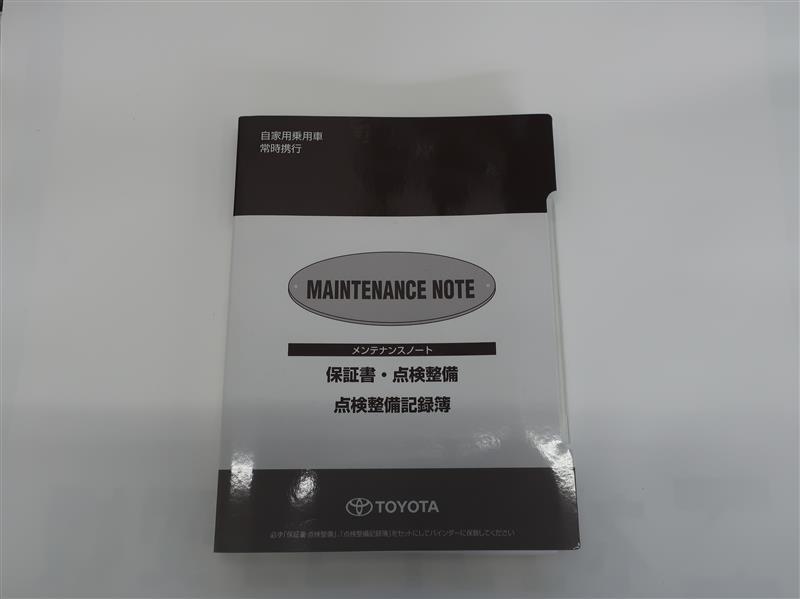 自家用乗用車
常時携行
MAINTENANCE NOTE
メンテナンスノート
保証書・点検整備
点検整備記録簿
TOYOTA
必ず「保証書・点検整備」、「点検整備記録簿」をセットにしてバインダーに保管してください